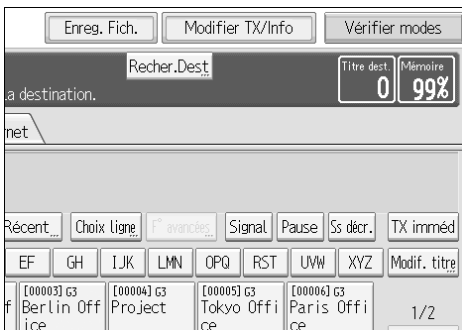 Enreg. Fich. Modifier TX/Info Vérifier modes
Recher.Dest. Titre dest. Mémoire
a destination. 0 99%
rnet
Récent Choix ligne F° avancées Signal Pause Ss décr. TX imméd
EF GH IJK LMN OPQ RST UVW XYZ Modif. titre
[00003] G3 [00004] G3 [00005] G3 [00006] G3
f Berlin Off Project Tokyo Offi Paris Offi 1/2
ice ce ce